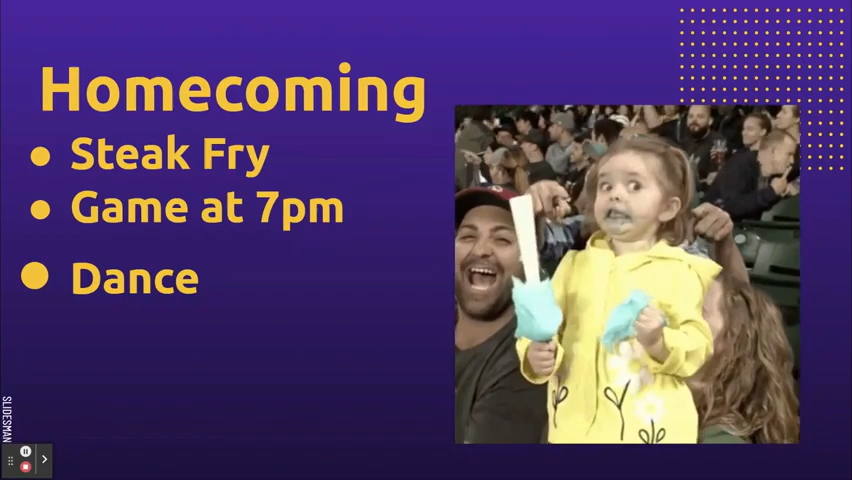 Homecoming
● Steak Fry
● Game at 7pm
● Dance
SLIDESMAN